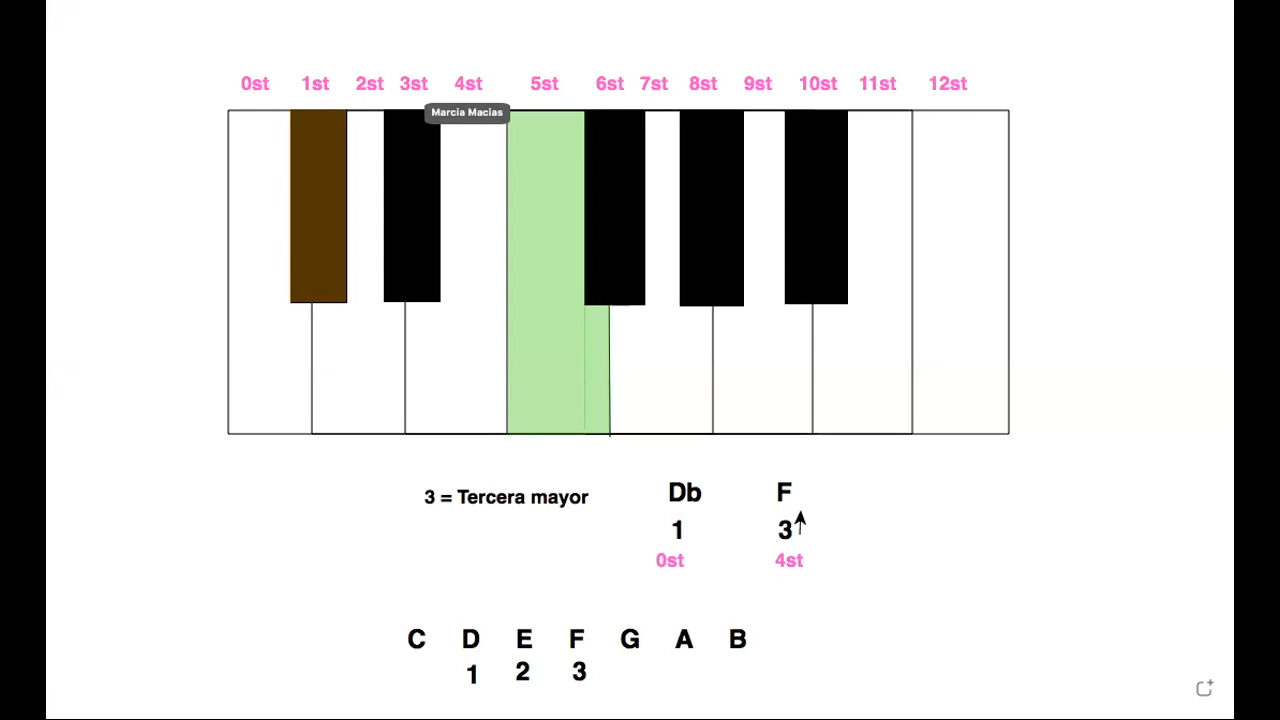 0st 1st 2st 3st 4st 5st 6st 7st 8st 9st 10st 11st 12st
Marcia Macias
3 = Tercera mayor Db F
1 3
0st 4st
C D E F G A B
1 2 3